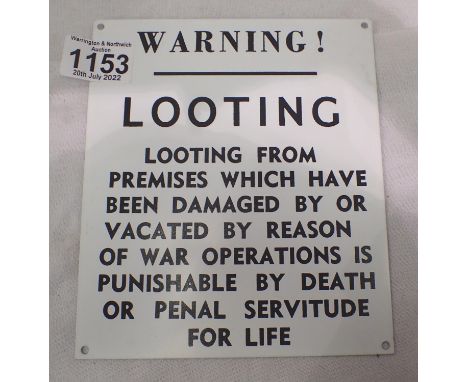 Warrington & Northwich
Auction
1153
20th July 2022
WARNING!
LOOTING
LOOTING FROM
PREMISES WHICH HAVE
BEEN DAMAGED BY OR
VACATED BY REASON
OF WAR OPERATIONS IS
PUNISHABLE BY DEATH
OR PENAL SERVITUDE
FOR LIFE